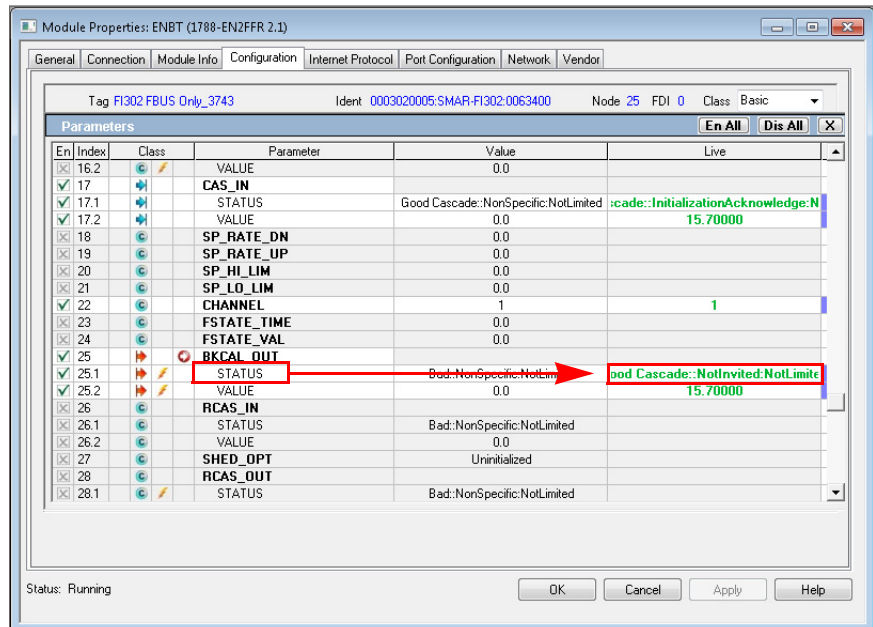 Module Properties: ENBT (1788-EN2FFR 2.1)
General Connection Module Info Configuration Internet Protocol Port Configuration Network Vendor
Tag FI302 FBUS Only_3743 Ident 0003020005:SMAR-FI302:0063400 Node 25 FDI 0 Class Basic
Parameters En All Dis All X
En Index Class Parameter Value Live
16.2 C VALUE 0.0
17 CAS_IN
17.1 STATUS Good Cascade::NonSpecific:NotLimited :cade::InitializationAcknowledge:N
17.2 VALUE 0.0 15.70000
18 C SP_RATE_DN 0.0
19 C SP_RATE_UP 0.0
20 C SP_HI_LIM 0.0
21 C SP_LO_LIM 0.0
22 C CHANNEL 1 1
23 C FSTATE_TIME 0.0
24 C FSTATE_VAL 0.0
25 BKCAL_OUT
25.1 STATUS Bad::NonSpecific:NotLim ood Cascade::NotInvited:NotLimite
25.2 VALUE 0.0 15.70000
26 C RCAS_IN
26.1 C STATUS Bad::NonSpecific:NotLimited
26.2 C VALUE 0.0
27 C SHED_OPT Uninitialized
28 C RCAS_OUT
28.1 C STATUS Bad::NonSpecific:NotLimited
Status: Running OK Cancel Apply Help